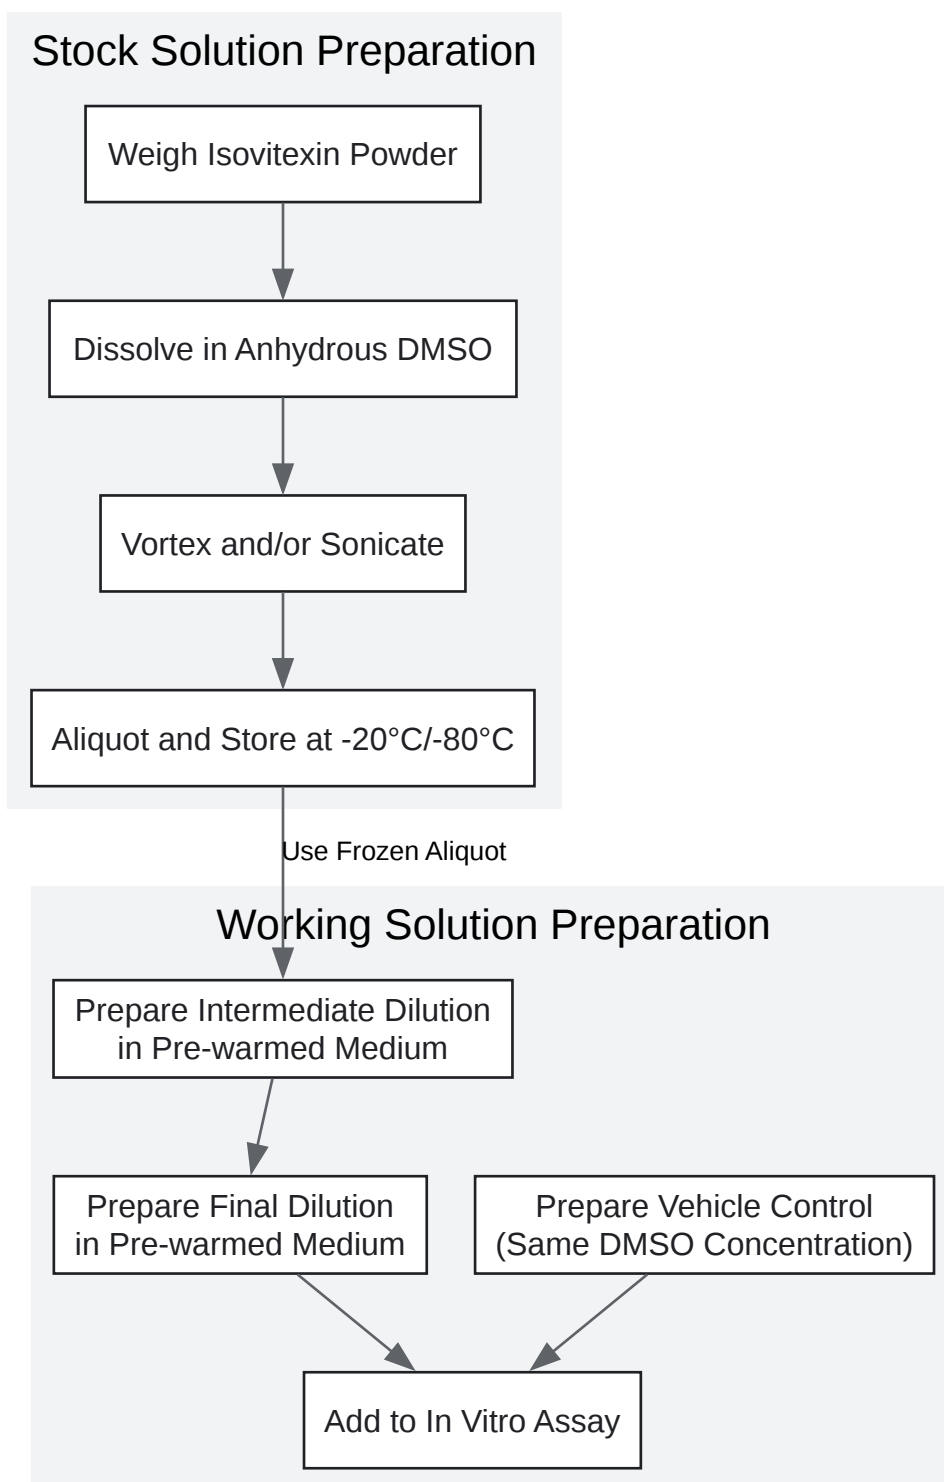 Stock Solution Preparation
Weigh Isovitexin Powder
Dissolve in Anhydrous DMSO
Vortex and/or Sonicate
Aliquot and Store at -20°C/-80°C
Use Frozen Aliquot
Working Solution Preparation
Prepare Intermediate Dilution
in Pre-warmed Medium
Prepare Final Dilution
in Pre-warmed Medium
Prepare Vehicle Control
(Same DMSO Concentration)
Add to In Vitro Assay